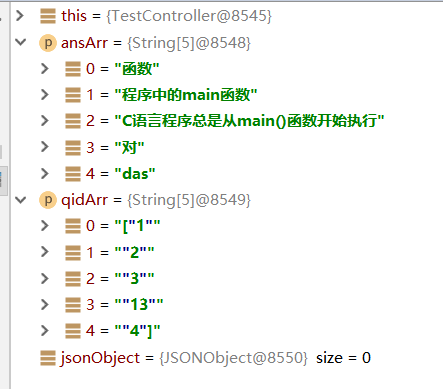 this = {TestController@8545}
ansArr = {String[5]@8548}
0 = "函数"
1 = "程序中的main函数"
2 = "C语言程序总是从main()函数开始执行"
3 = "对"
4 = "das"
qidArr = {String[5]@8549}
0 = "["1""
1 = ""2""
2 = ""3""
3 = ""13""
4 = ""4"]"
jsonObject = {JSONObject@8550} size = 0